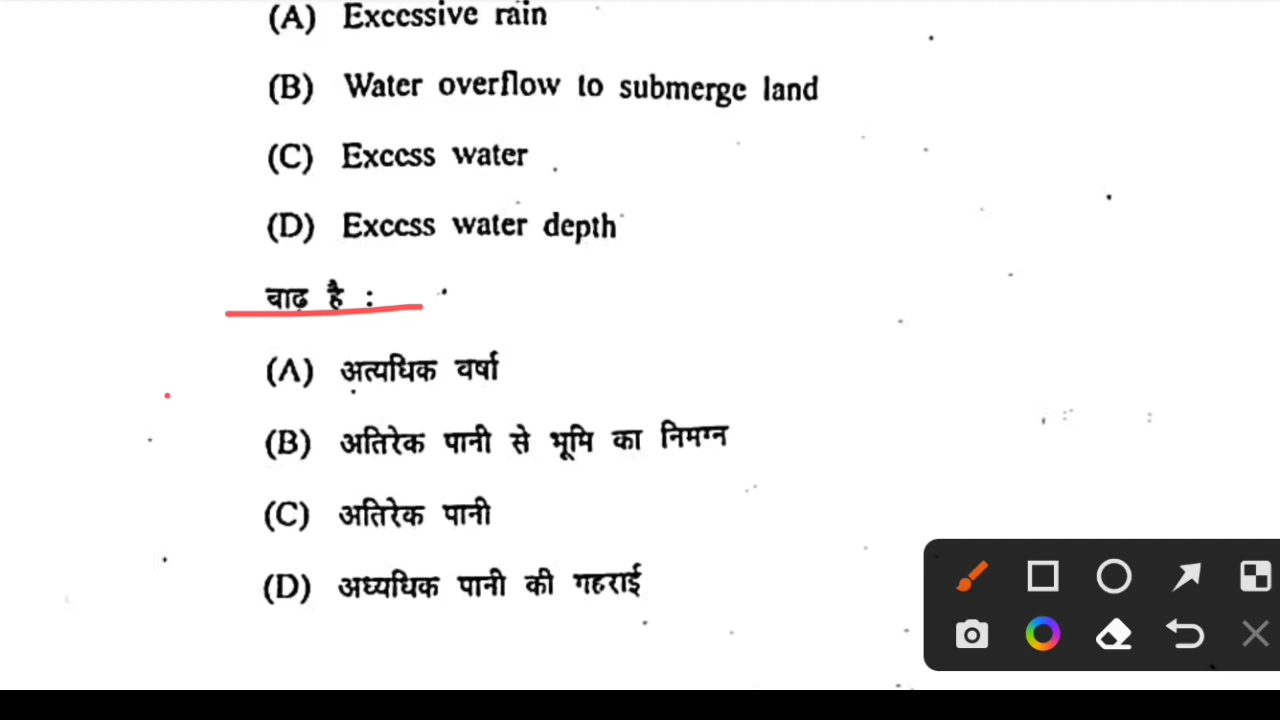 (A) Excessive rain
(B) Water overflow to submerge land
(C) Excess water
(D) Excess water depth
बाढ़ है :
(A) अत्यधिक वर्षा
(B) अतिरेक पानी से भूमि का निमग्न
(C) अतिरेक पानी
(D) अध्यधिक पानी की गहराई